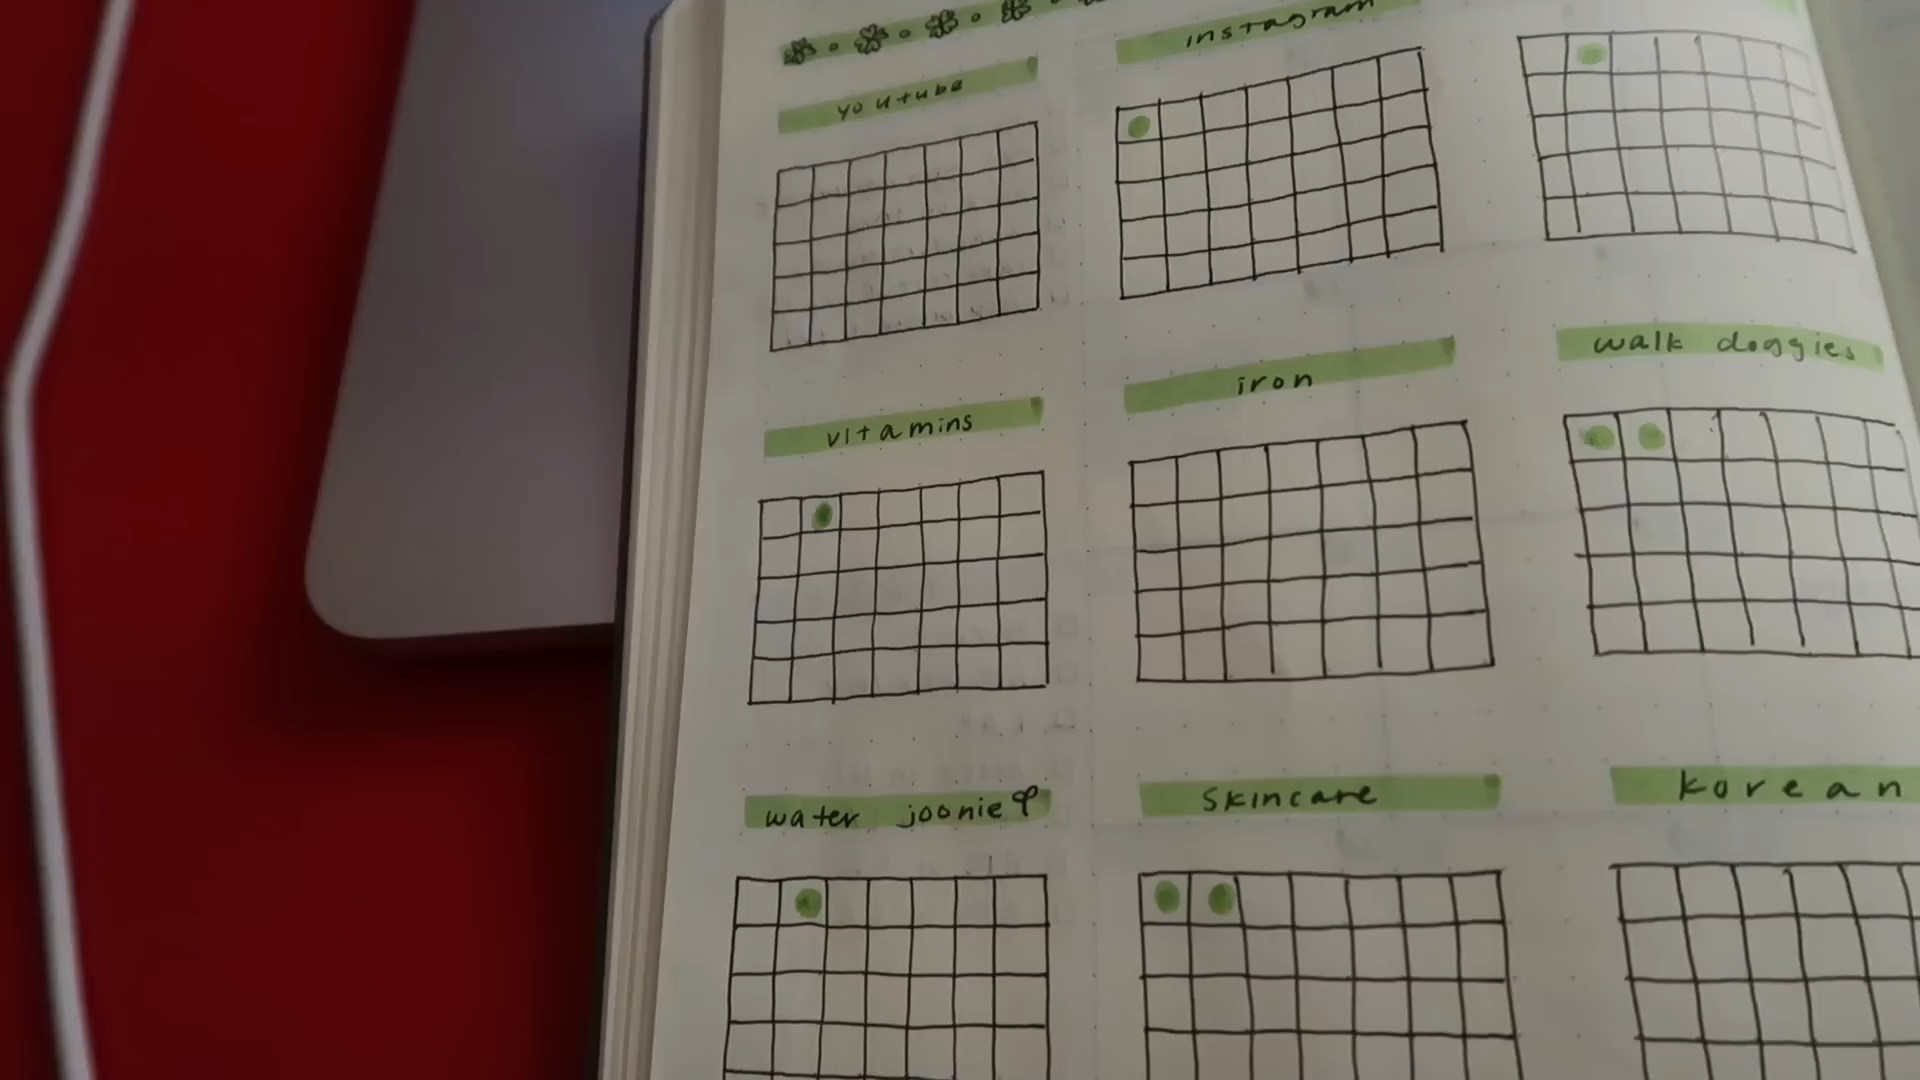 youtube
instagram
vitamins
iron
walk doggies
water joonie
skincare
korean